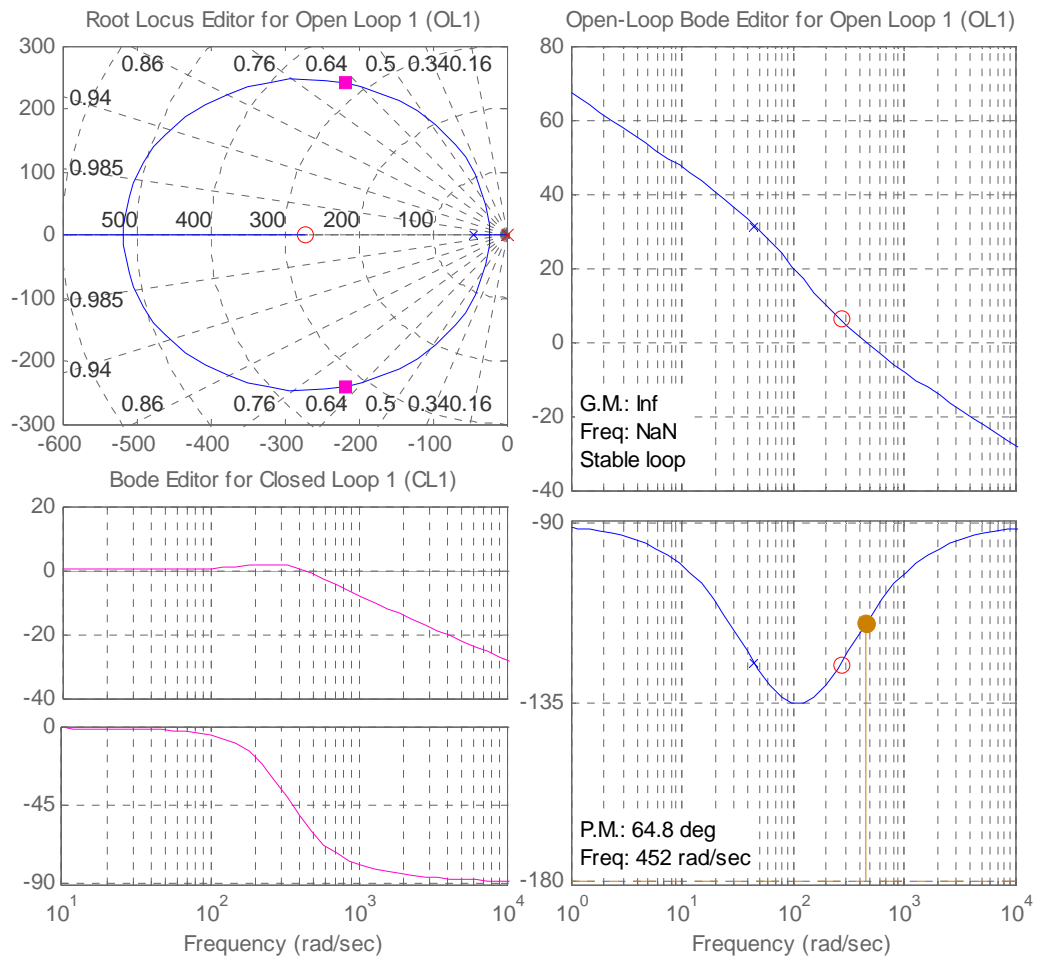 Root Locus Editor for Open Loop 1 (OL1)
300
200
100
0
-100
-200
-300
0.86 0.76 0.64 0.5 0.34 0.16
0.94
0.985
500 400 300 200 100
0.985
0.94
0.86 0.76 0.64 0.5 0.34 0.16
-600 -500 -400 -300 -200 -100 0
Bode Editor for Closed Loop 1 (CL1)
20
0
-20
-40
0
-45
-90
10^1 10^2 10^3 10^4
Frequency (rad/sec)
Open-Loop Bode Editor for Open Loop 1 (OL1)
80
60
40
20
0
-20
-40
G.M.: Inf
Freq: NaN
Stable loop
-90
-135
-180
P.M.: 64.8 deg
Freq: 452 rad/sec
10^0 10^1 10^2 10^3 10^4
Frequency (rad/sec)